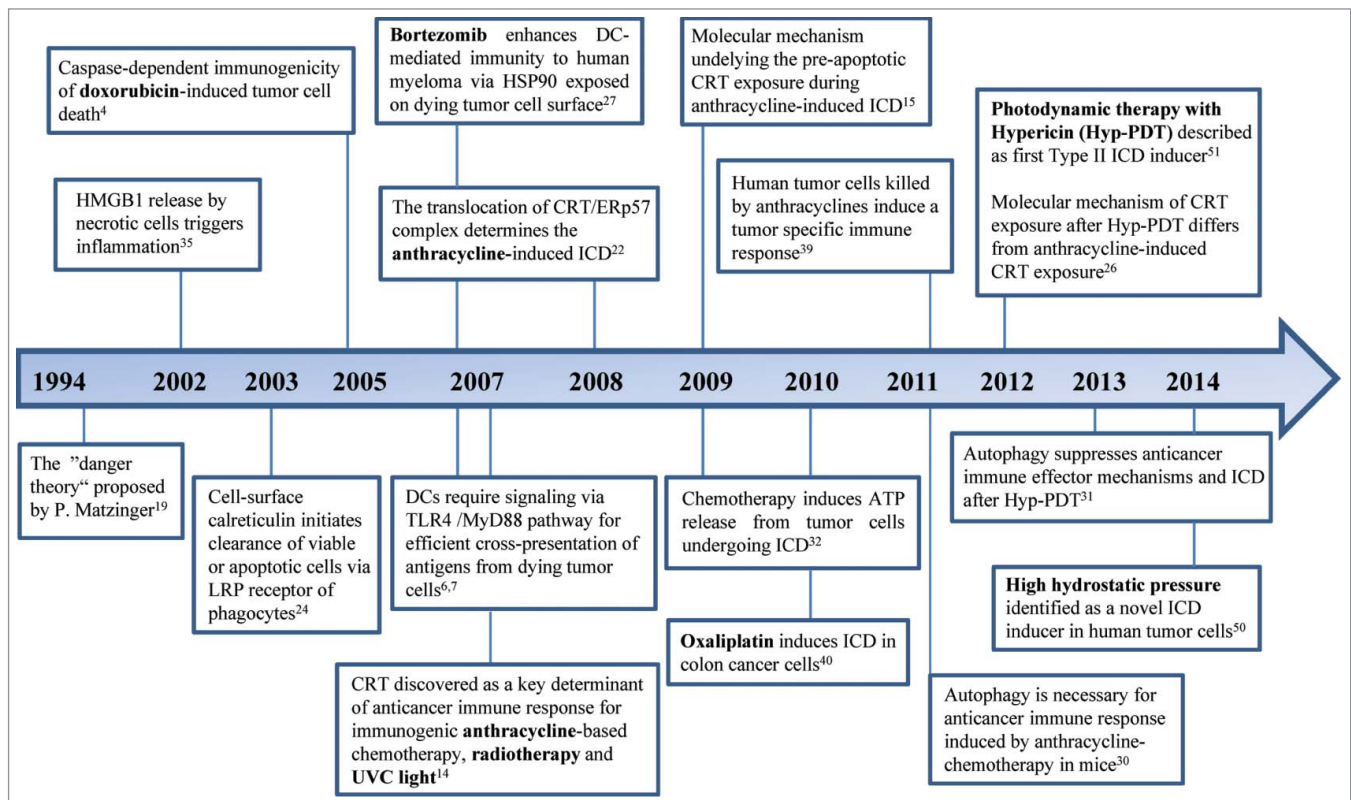 Caspase-dependent immunogenicity
of doxorubicin-induced tumor cell
death4
Bortezomib enhances DC-
mediated immunity to human
myeloma via HSP90 exposed
on dying tumor cell surface27
Molecular mechanism
undelying the pre-apoptotic
CRT exposure during
anthracycline-induced ICD15
Photodynamic therapy with
Hypericin (Hyp-PDT) described
as first Type II ICD inducer51
Molecular mechanism of CRT
exposure after Hyp-PDT differs
from anthracycline-induced
CRT exposure26
HMGB1 release by
necrotic cells triggers
inflammation35
The translocation of CRT/ERp57
complex determines the
anthracycline-induced ICD22
Human tumor cells killed
by anthracyclines induce a
tumor specific immune
response39
1994 2002 2003 2005 2007 2008 2009 2010 2011 2012 2013 2014
The ”danger
theory“ proposed
by P. Matzinger19
Cell-surface
calreticulin initiates
clearance of viable
or apoptotic cells via
LRP receptor of
phagocytes24
DCs require signaling via
TLR4 /MyD88 pathway for
efficient cross-presentation of
antigens from dying tumor
cells6,7
Chemotherapy induces ATP
release from tumor cells
undergoing ICD32
Autophagy suppresses anticancer
immune effector mechanisms and ICD
after Hyp-PDT31
High hydrostatic pressure
identified as a novel ICD
inducer in human tumor cells50
Oxaliplatin induces ICD in
colon cancer cells40
CRT discovered as a key determinant
of anticancer immune response for
immunogenic anthracycline-based
chemotherapy, radiotherapy and
UVC light14
Autophagy is necessary for
anticancer immune response
induced by anthracycline-
chemotherapy in mice30